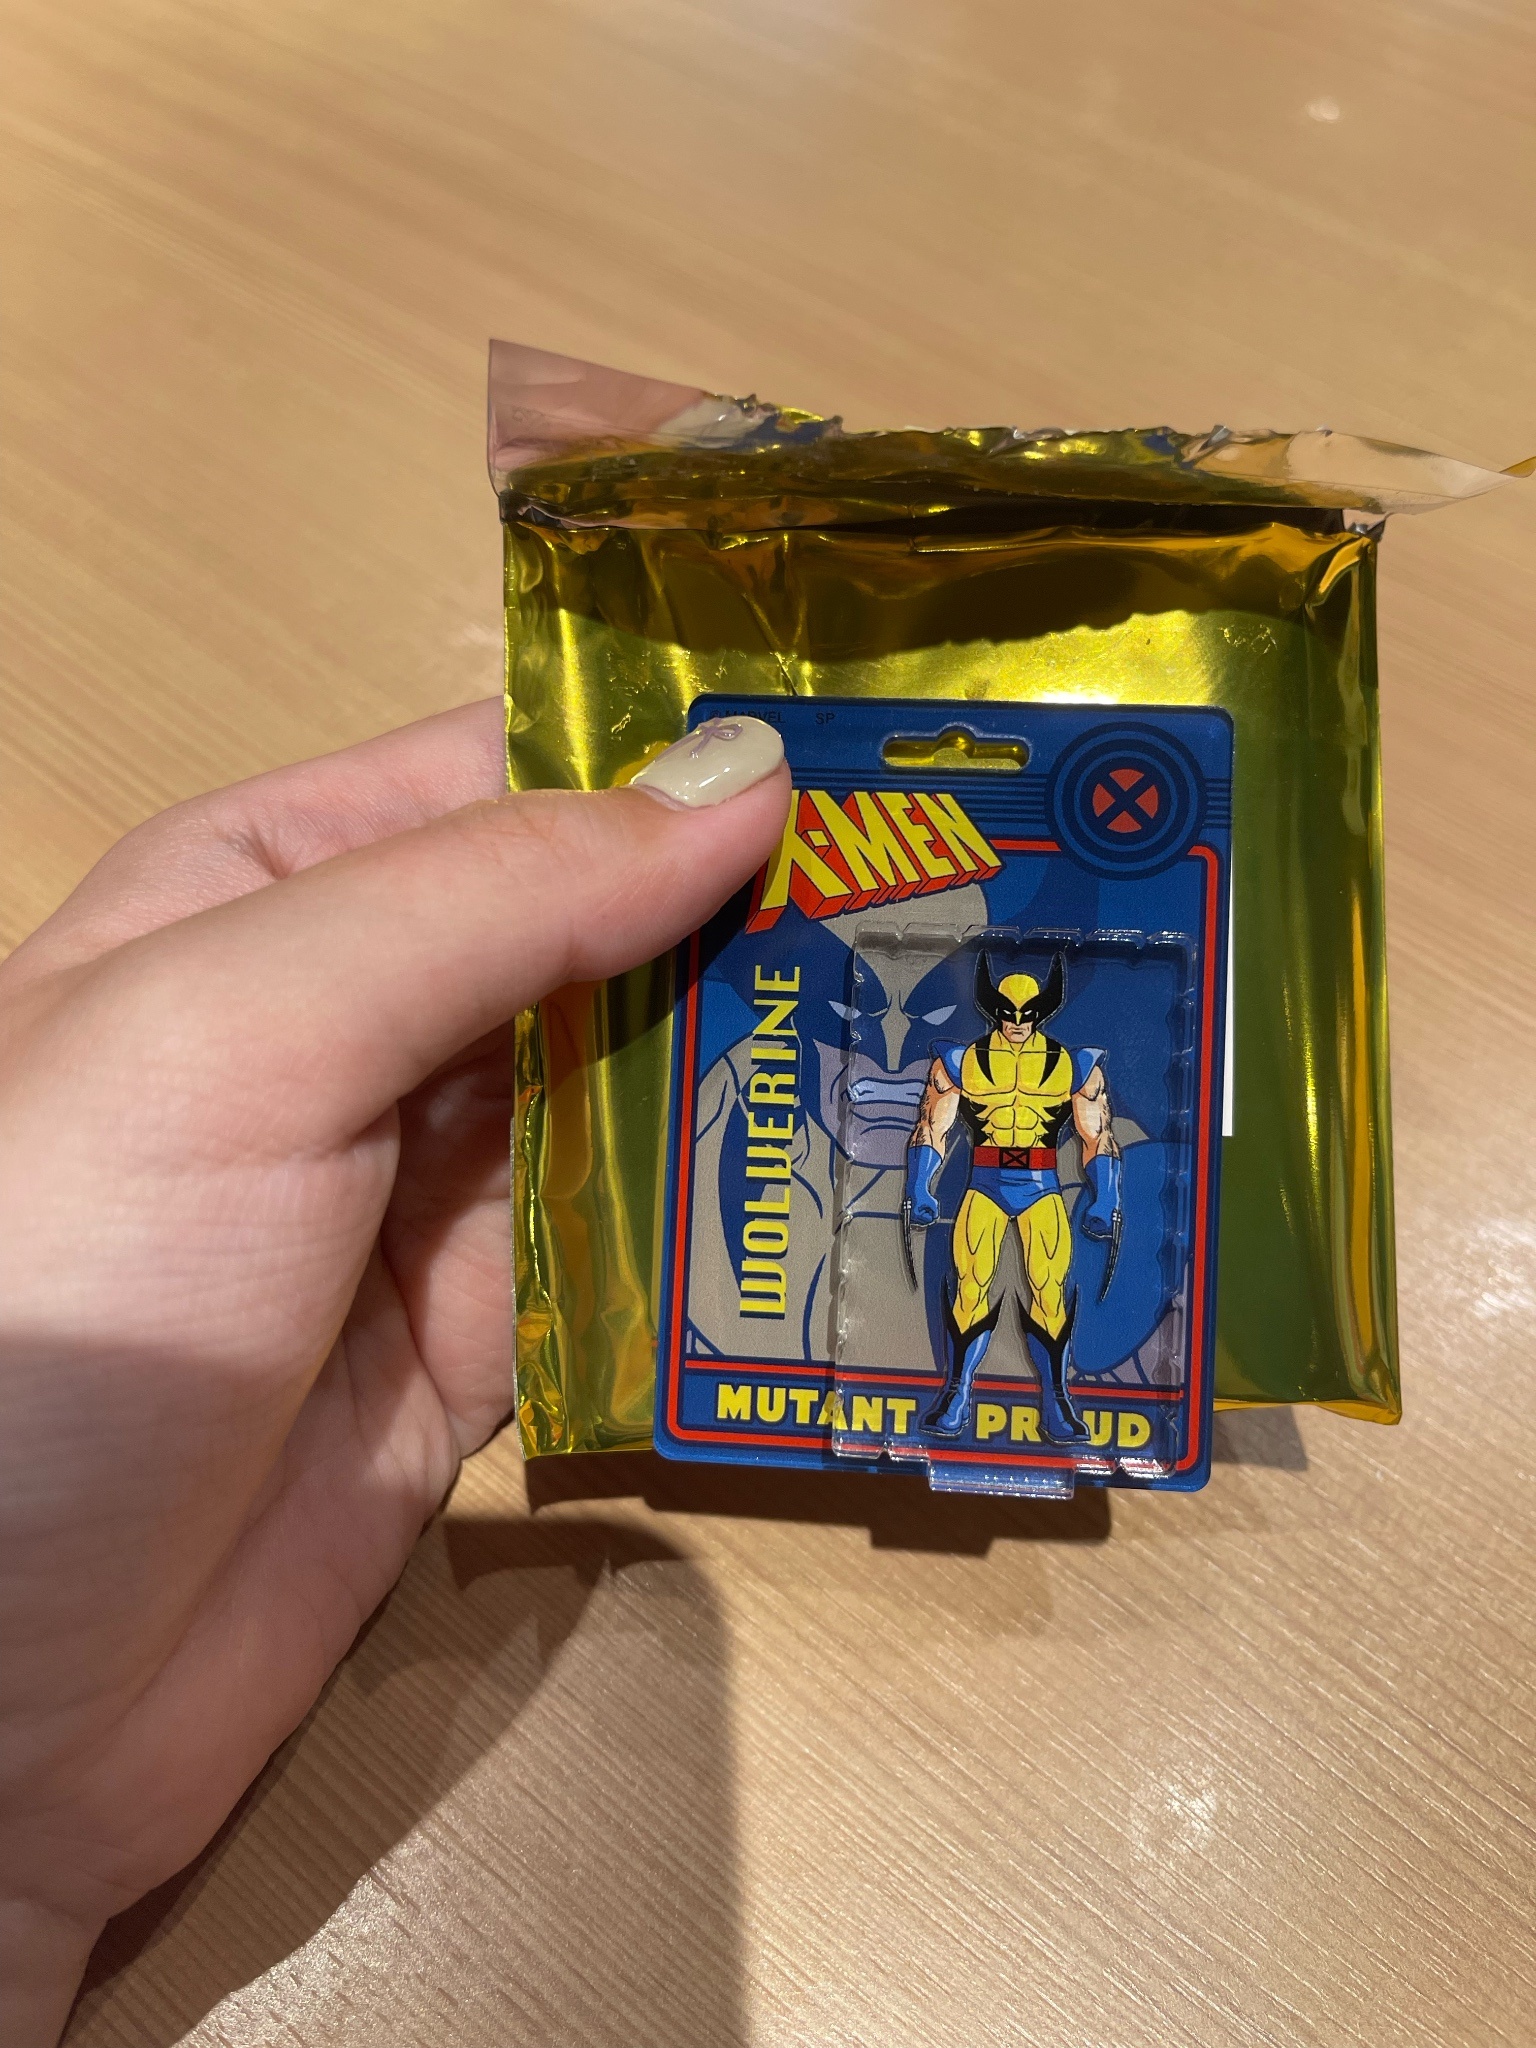 © MARVEL SP
X-MEN
WOLVERINE
MUTANT PROUD